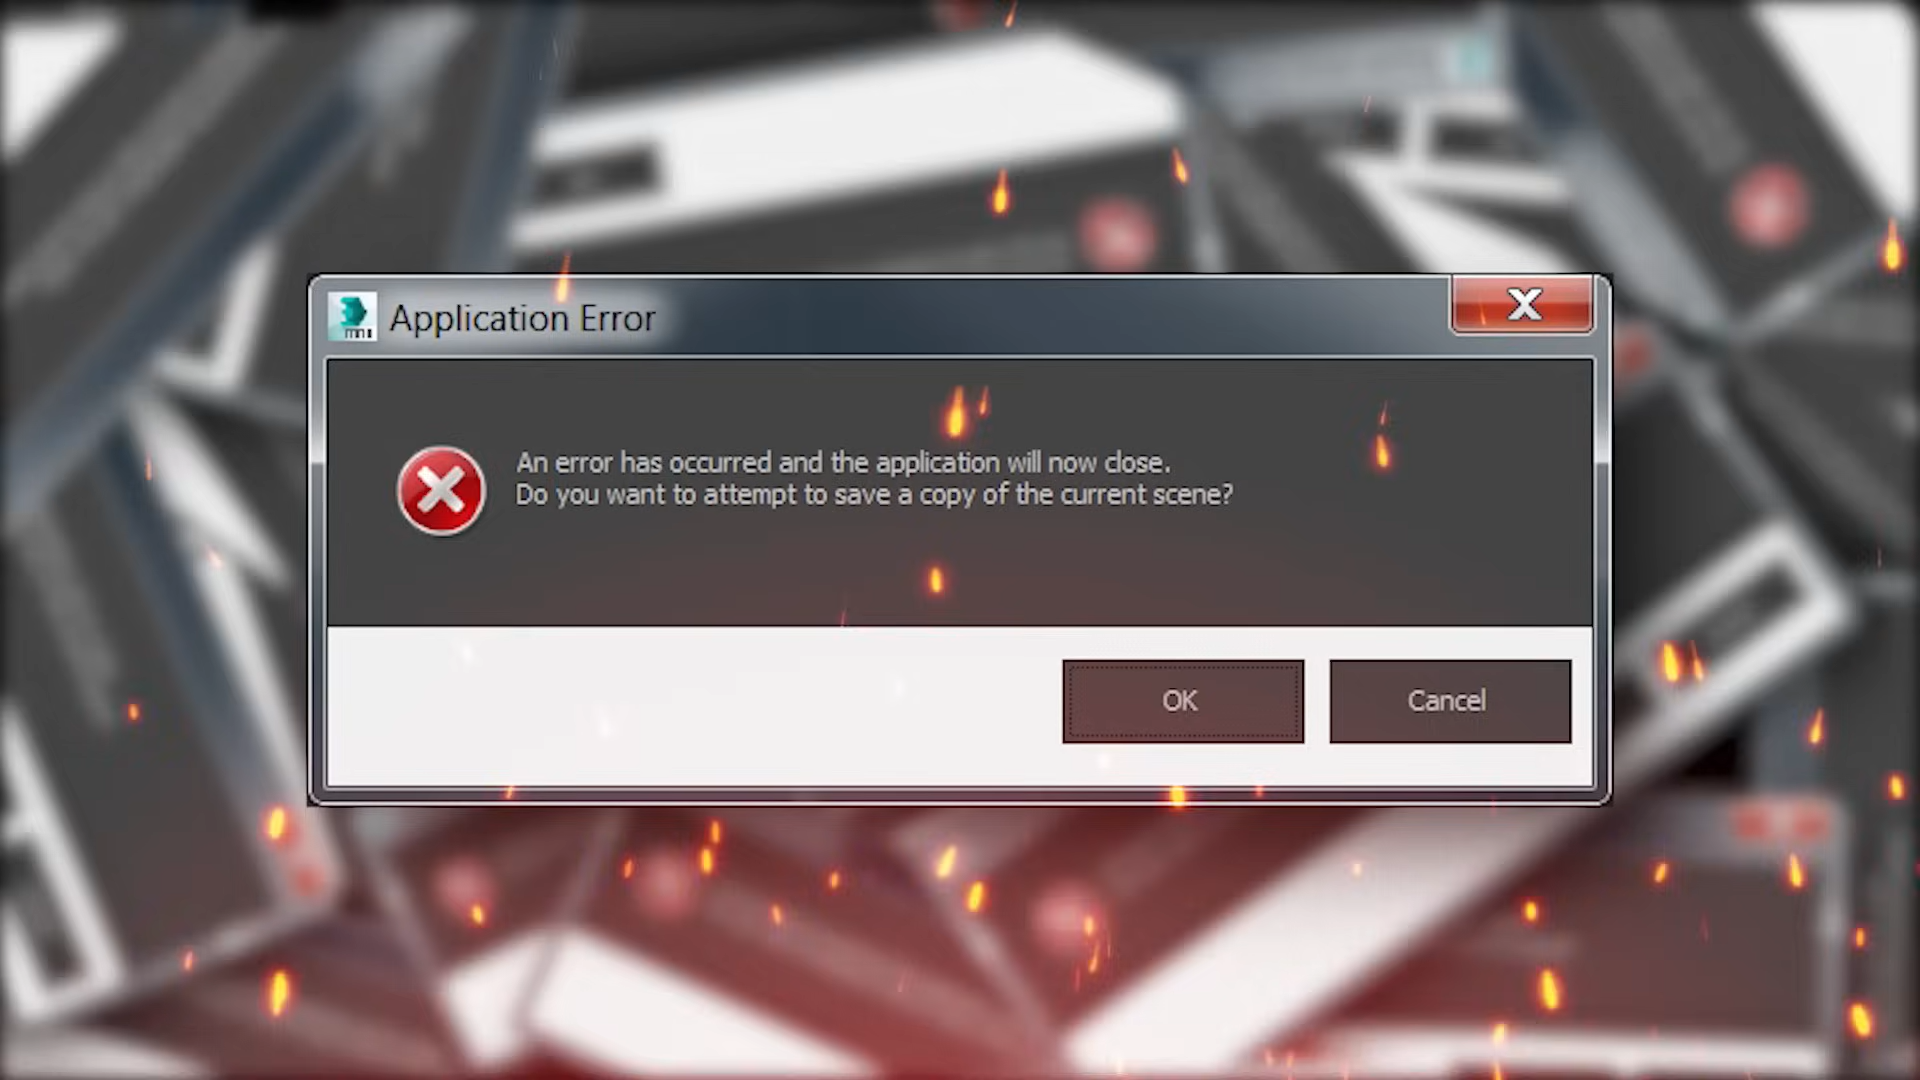 Application Error
An error has occurred and the application will now close.
Do you want to attempt to save a copy of the current scene?
OK
Cancel